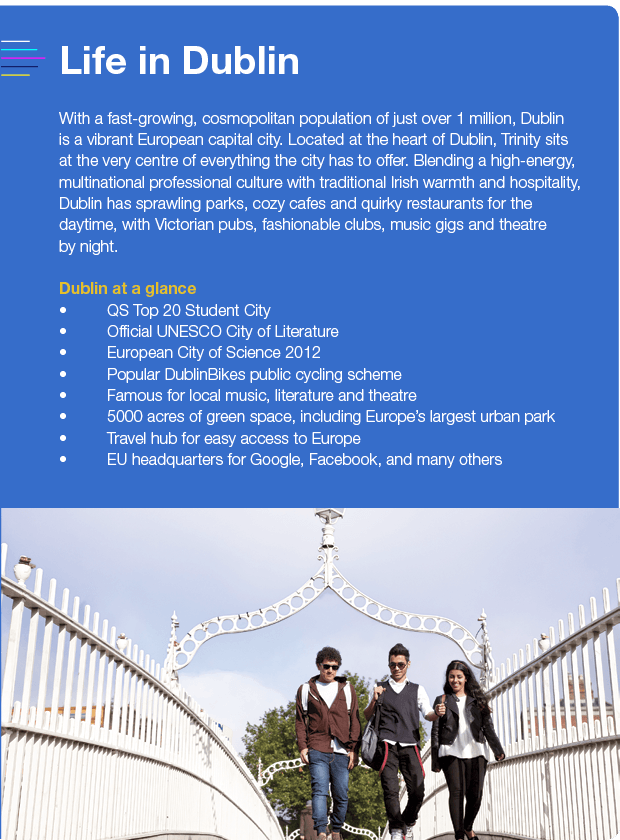 Life in Dublin
With a fast-growing, cosmopolitan population of just over 1 million, Dublin
is a vibrant European capital city. Located at the heart of Dublin, Trinity sits
at the very centre of everything the city has to offer. Blending a high-energy,
multinational professional culture with traditional Irish warmth and hospitality,
Dublin has sprawling parks, cozy cafes and quirky restaurants for the
daytime, with Victorian pubs, fashionable clubs, music gigs and theatre
by night.
Dublin at a glance
• QS Top 20 Student City
• Official UNESCO City of Literature
• European City of Science 2012
• Popular DublinBikes public cycling scheme
• Famous for local music, literature and theatre
• 5000 acres of green space, including Europe’s largest urban park
• Travel hub for easy access to Europe
• EU headquarters for Google, Facebook, and many others